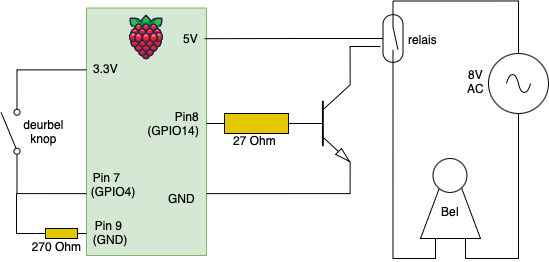 5V
relais
3.3V
8V
AC
Pin8
(GPIO14)
deurbel
knop
27 Ohm
Pin 7
(GPIO4)
GND
Bel
Pin 9
(GND)
270 Ohm